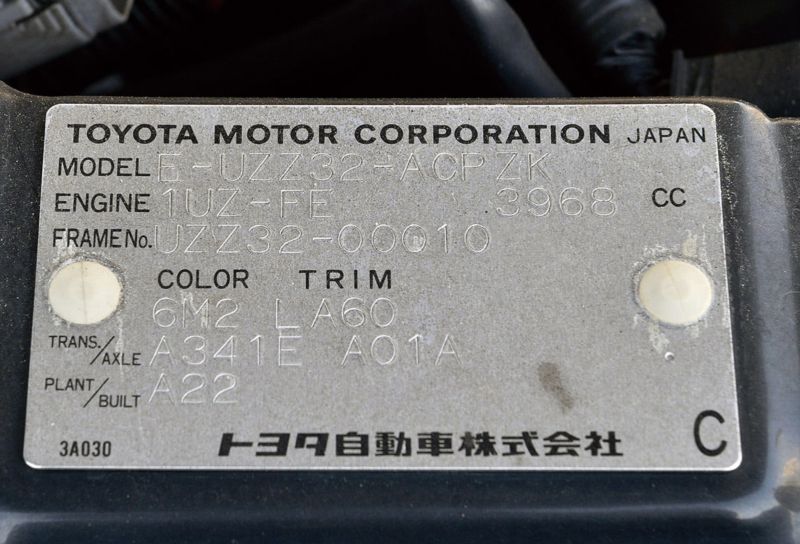 TOYOTA MOTOR CORPORATION JAPAN
MODEL E-UZZ32-ACPZK
ENGINE 1UZ-FE 3968 CC
FRAME No. UZZ32-00010
COLOR TRIM
6M2 LA60
TRANS./AXLE A341E A01A
PLANT/BUILT A22
3A030 トヨタ自動車株式会社 C